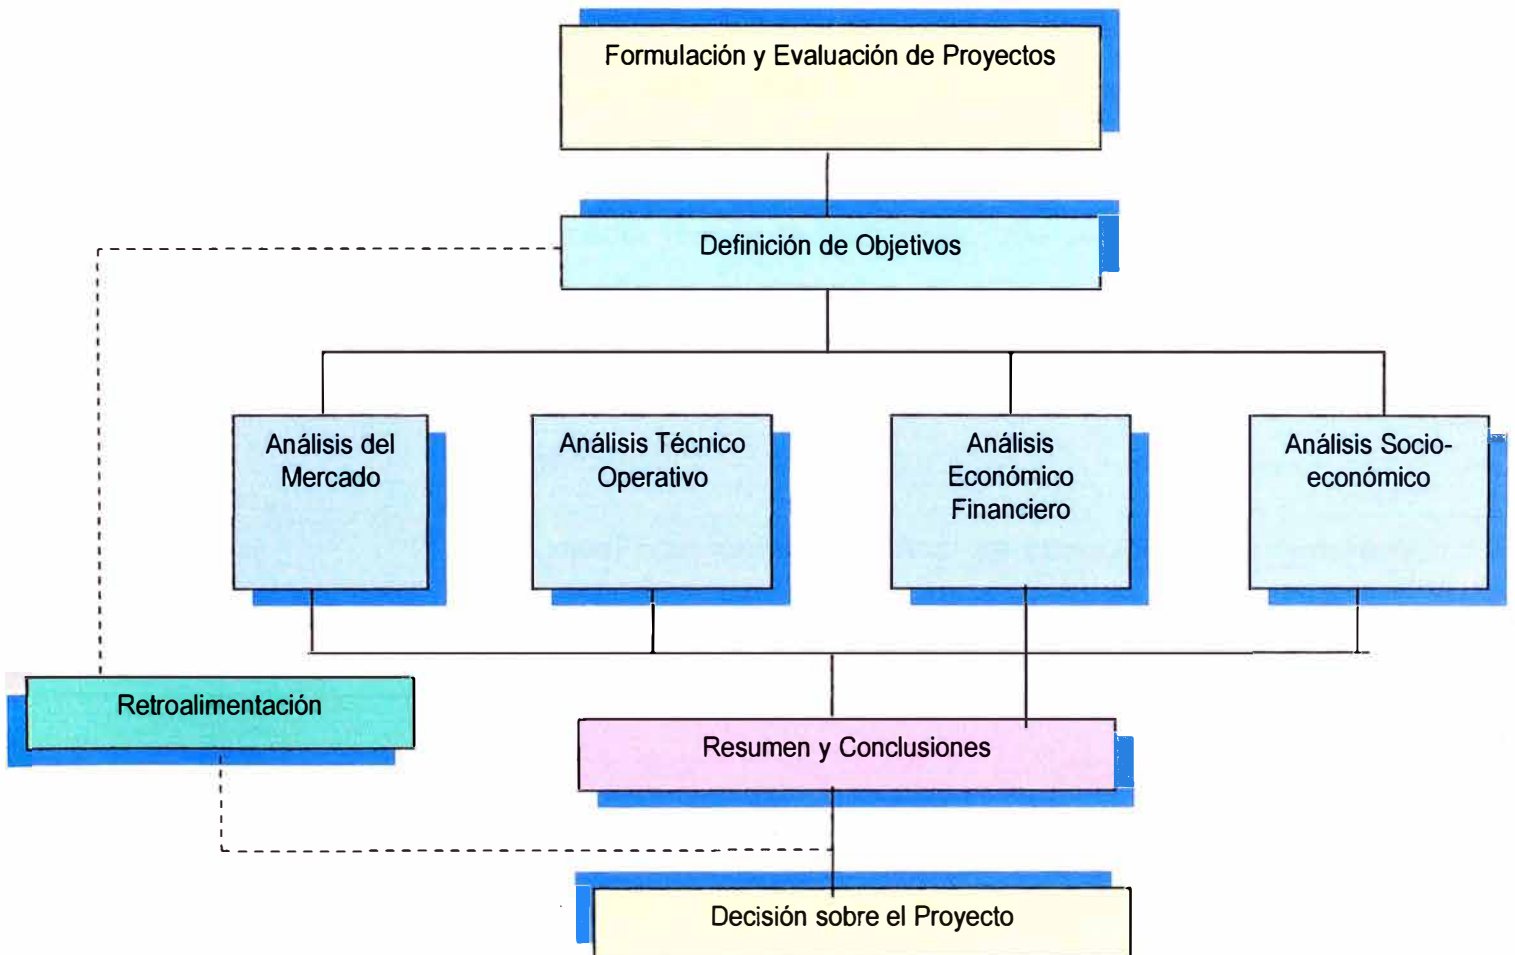 Formulación y Evaluación de Proyectos
Definición de Objetivos
Análisis del
Mercado
Análisis Técnico
Operativo
Análisis
Económico
Financiero
Análisis Socio-
económico
Retroalimentación
Resumen y Conclusiones
Decisión sobre el Proyecto